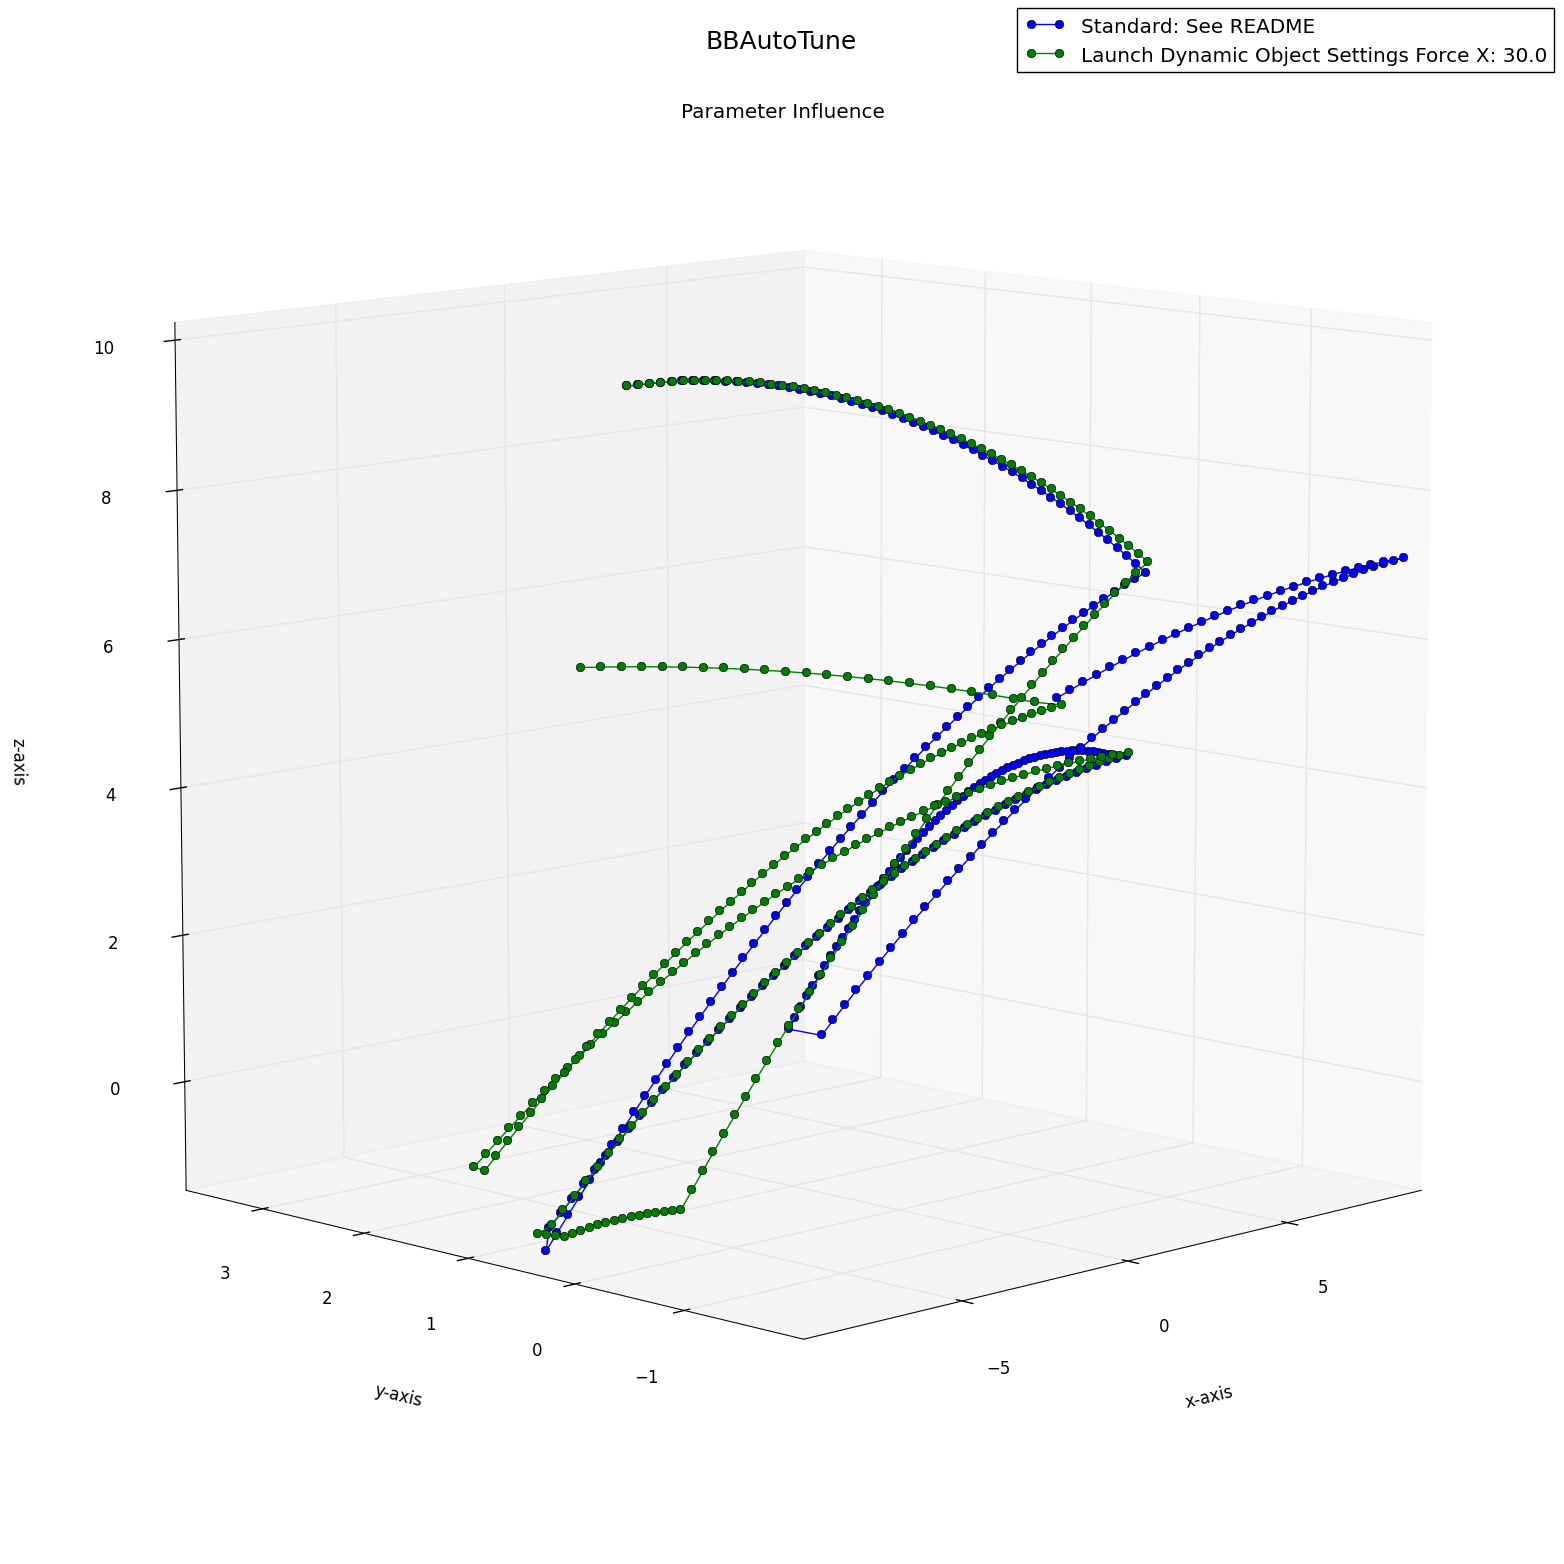 BBAutoTune
Standard: See README
Launch Dynamic Object Settings Force X: 30.0
Parameter Influence
10
8
6
4
2
0
z-axis
3
2
1
0
−1
y-axis
−5
0
5
x-axis